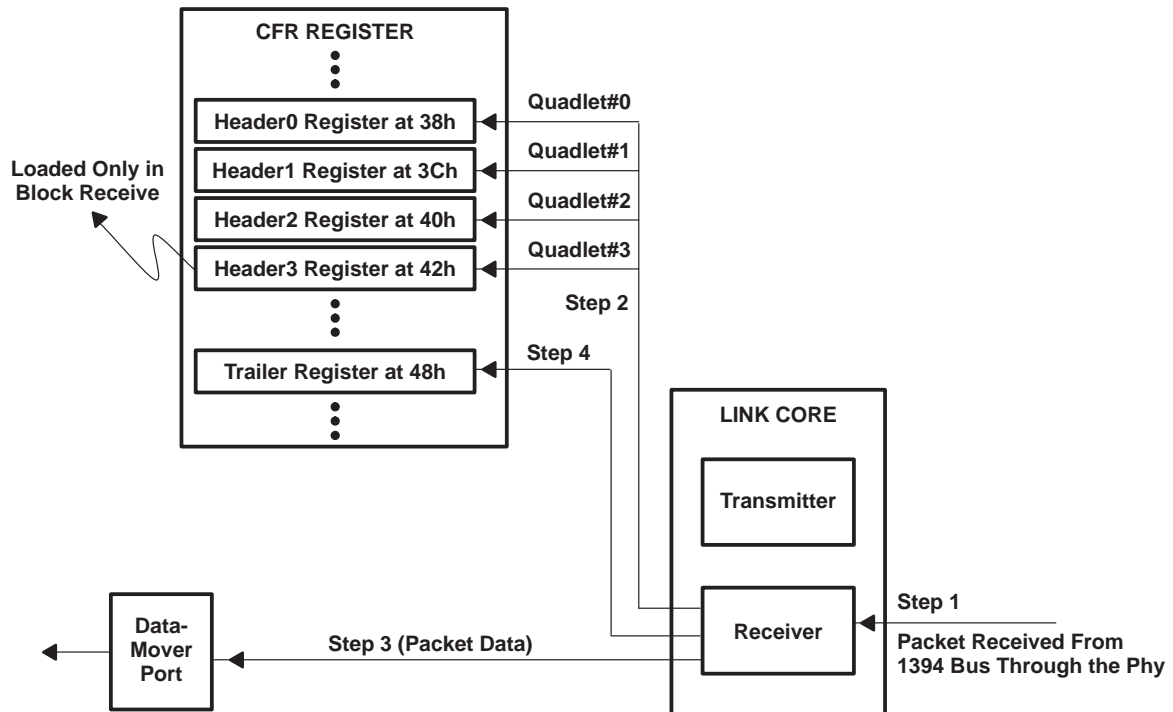 CFR REGISTER
Header0 Register at 38h
Header1 Register at 3Ch
Header2 Register at 40h
Header3 Register at 42h
Trailer Register at 48h
Loaded Only in
Block Receive
Quadlet#0
Quadlet#1
Quadlet#2
Quadlet#3
Step 2
Step 4
LINK CORE
Transmitter
Receiver
Step 1
Packet Received From
1394 Bus Through the Phy
Step 3 (Packet Data)
Data-
Mover
Port